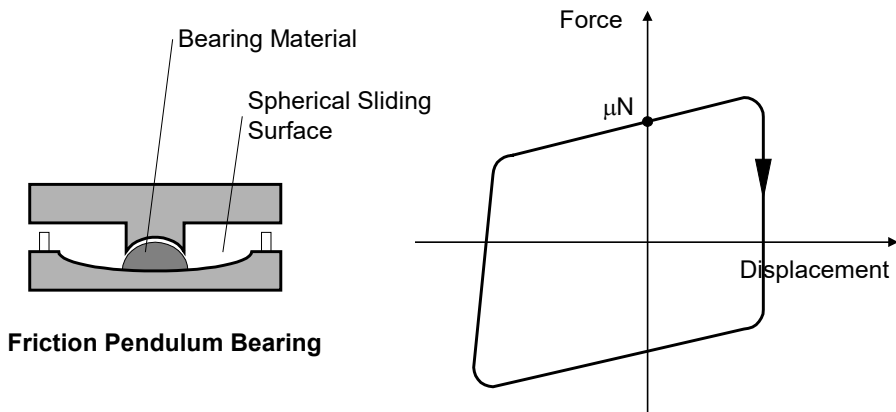 Bearing Material
Spherical Sliding
Surface
Friction Pendulum Bearing
Force
μN
Displacement